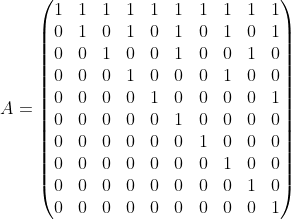 1 1 1 1 1 1 1 1 1 1
0 1 0 1 0 1 0 1 0 1
0 0 1 0 0 1 0 0 1 0
0 0 0 1 0 0 0 1 0 0
A = 0 0 0 0 1 0 0 0 0 1
0 0 0 0 0 1 0 0 0 0
0 0 0 0 0 0 1 0 0 0
0 0 0 0 0 0 0 1 0 0
0 0 0 0 0 0 0 0 1 0
0 0 0 0 0 0 0 0 0 1